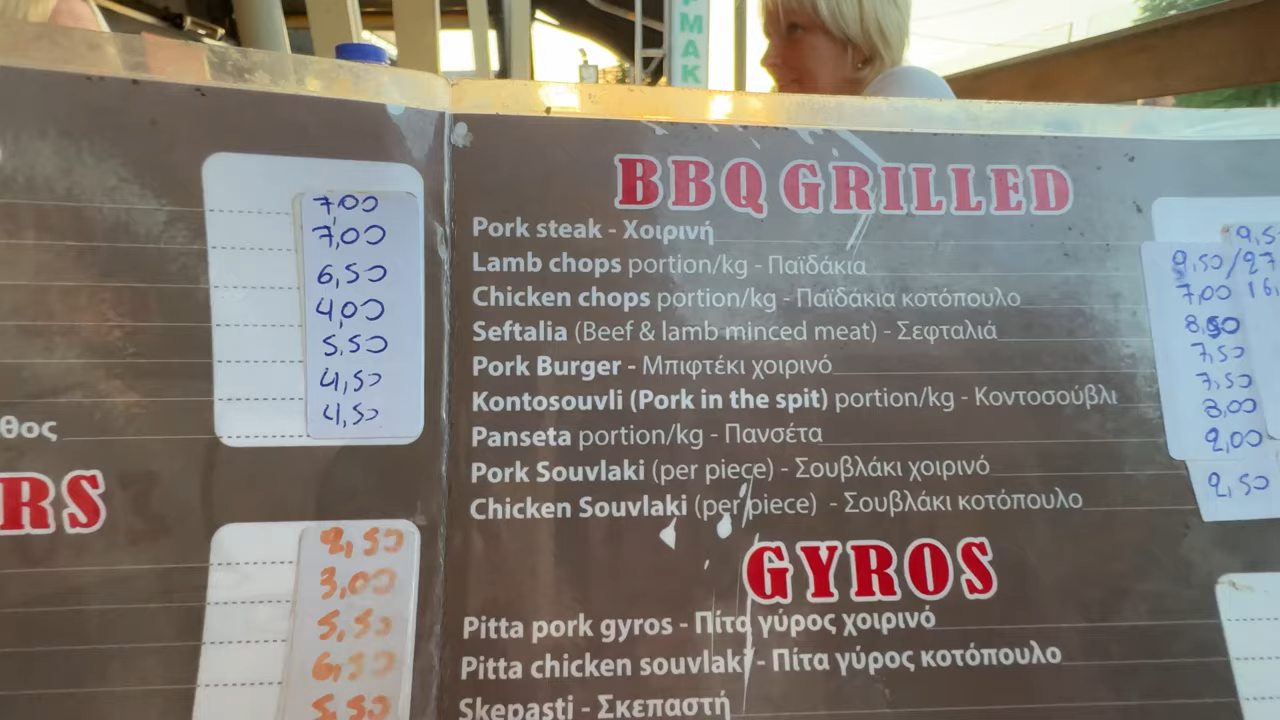 ΡΜΑΚ
7,00
7,00
6,50
4,00
5,50
4,50
4,50
θος
RS
2,50
3,00
5,50
6,50
5,50
BBQ GRILLED
Pork steak - Χοιρινή
Lamb chops portion/kg - Παϊδάκια 9,50/27
Chicken chops portion/kg - Παϊδάκια κοτόπουλο 7,00 16,
Seftalia (Beef & lamb minced meat) - Σεφταλιά
Pork Burger - Μπιφτέκι χοιρινό 7,50
Kontosouvli (Pork in the spit) portion/kg - Κοντοσούβλι 7,50
Panseta portion/kg - Πανσέτα
Pork Souvlaki (per piece) - Σουβλάκι χοιρινό 2,00
Chicken Souvlaki (per piece) - Σουβλάκι κοτόπουλο 2,50
GYROS
Pitta pork gyros - Πίτα γύρος χοιρινό
Pitta chicken souvlaki - Πίτα γύρος κοτόπουλο
Skepasti - Σκεπαστή